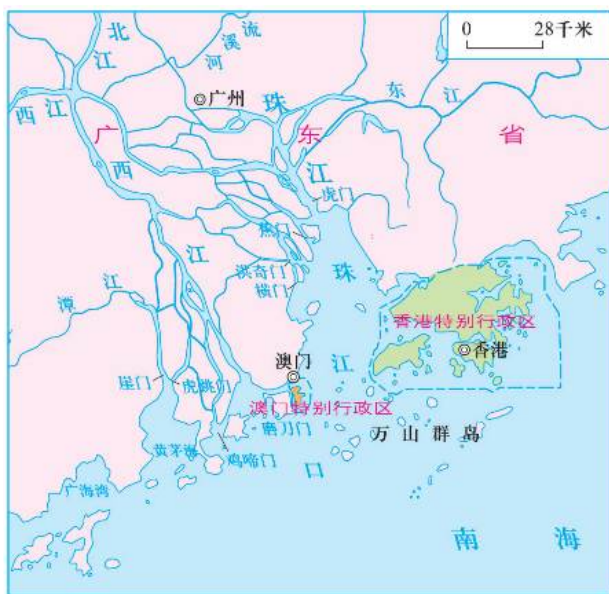 0 28千米
北江
流溪河
广州
珠江
东江
西江
广东省
西江
虎门
蕉门
洪奇门
横门
珠江口
潭江
香港特别行政区
香港
澳门
崖门
虎跳门
澳门特别行政区
磨刀门
万山群岛
黄茅海
鸡啼门
广海湾
南海